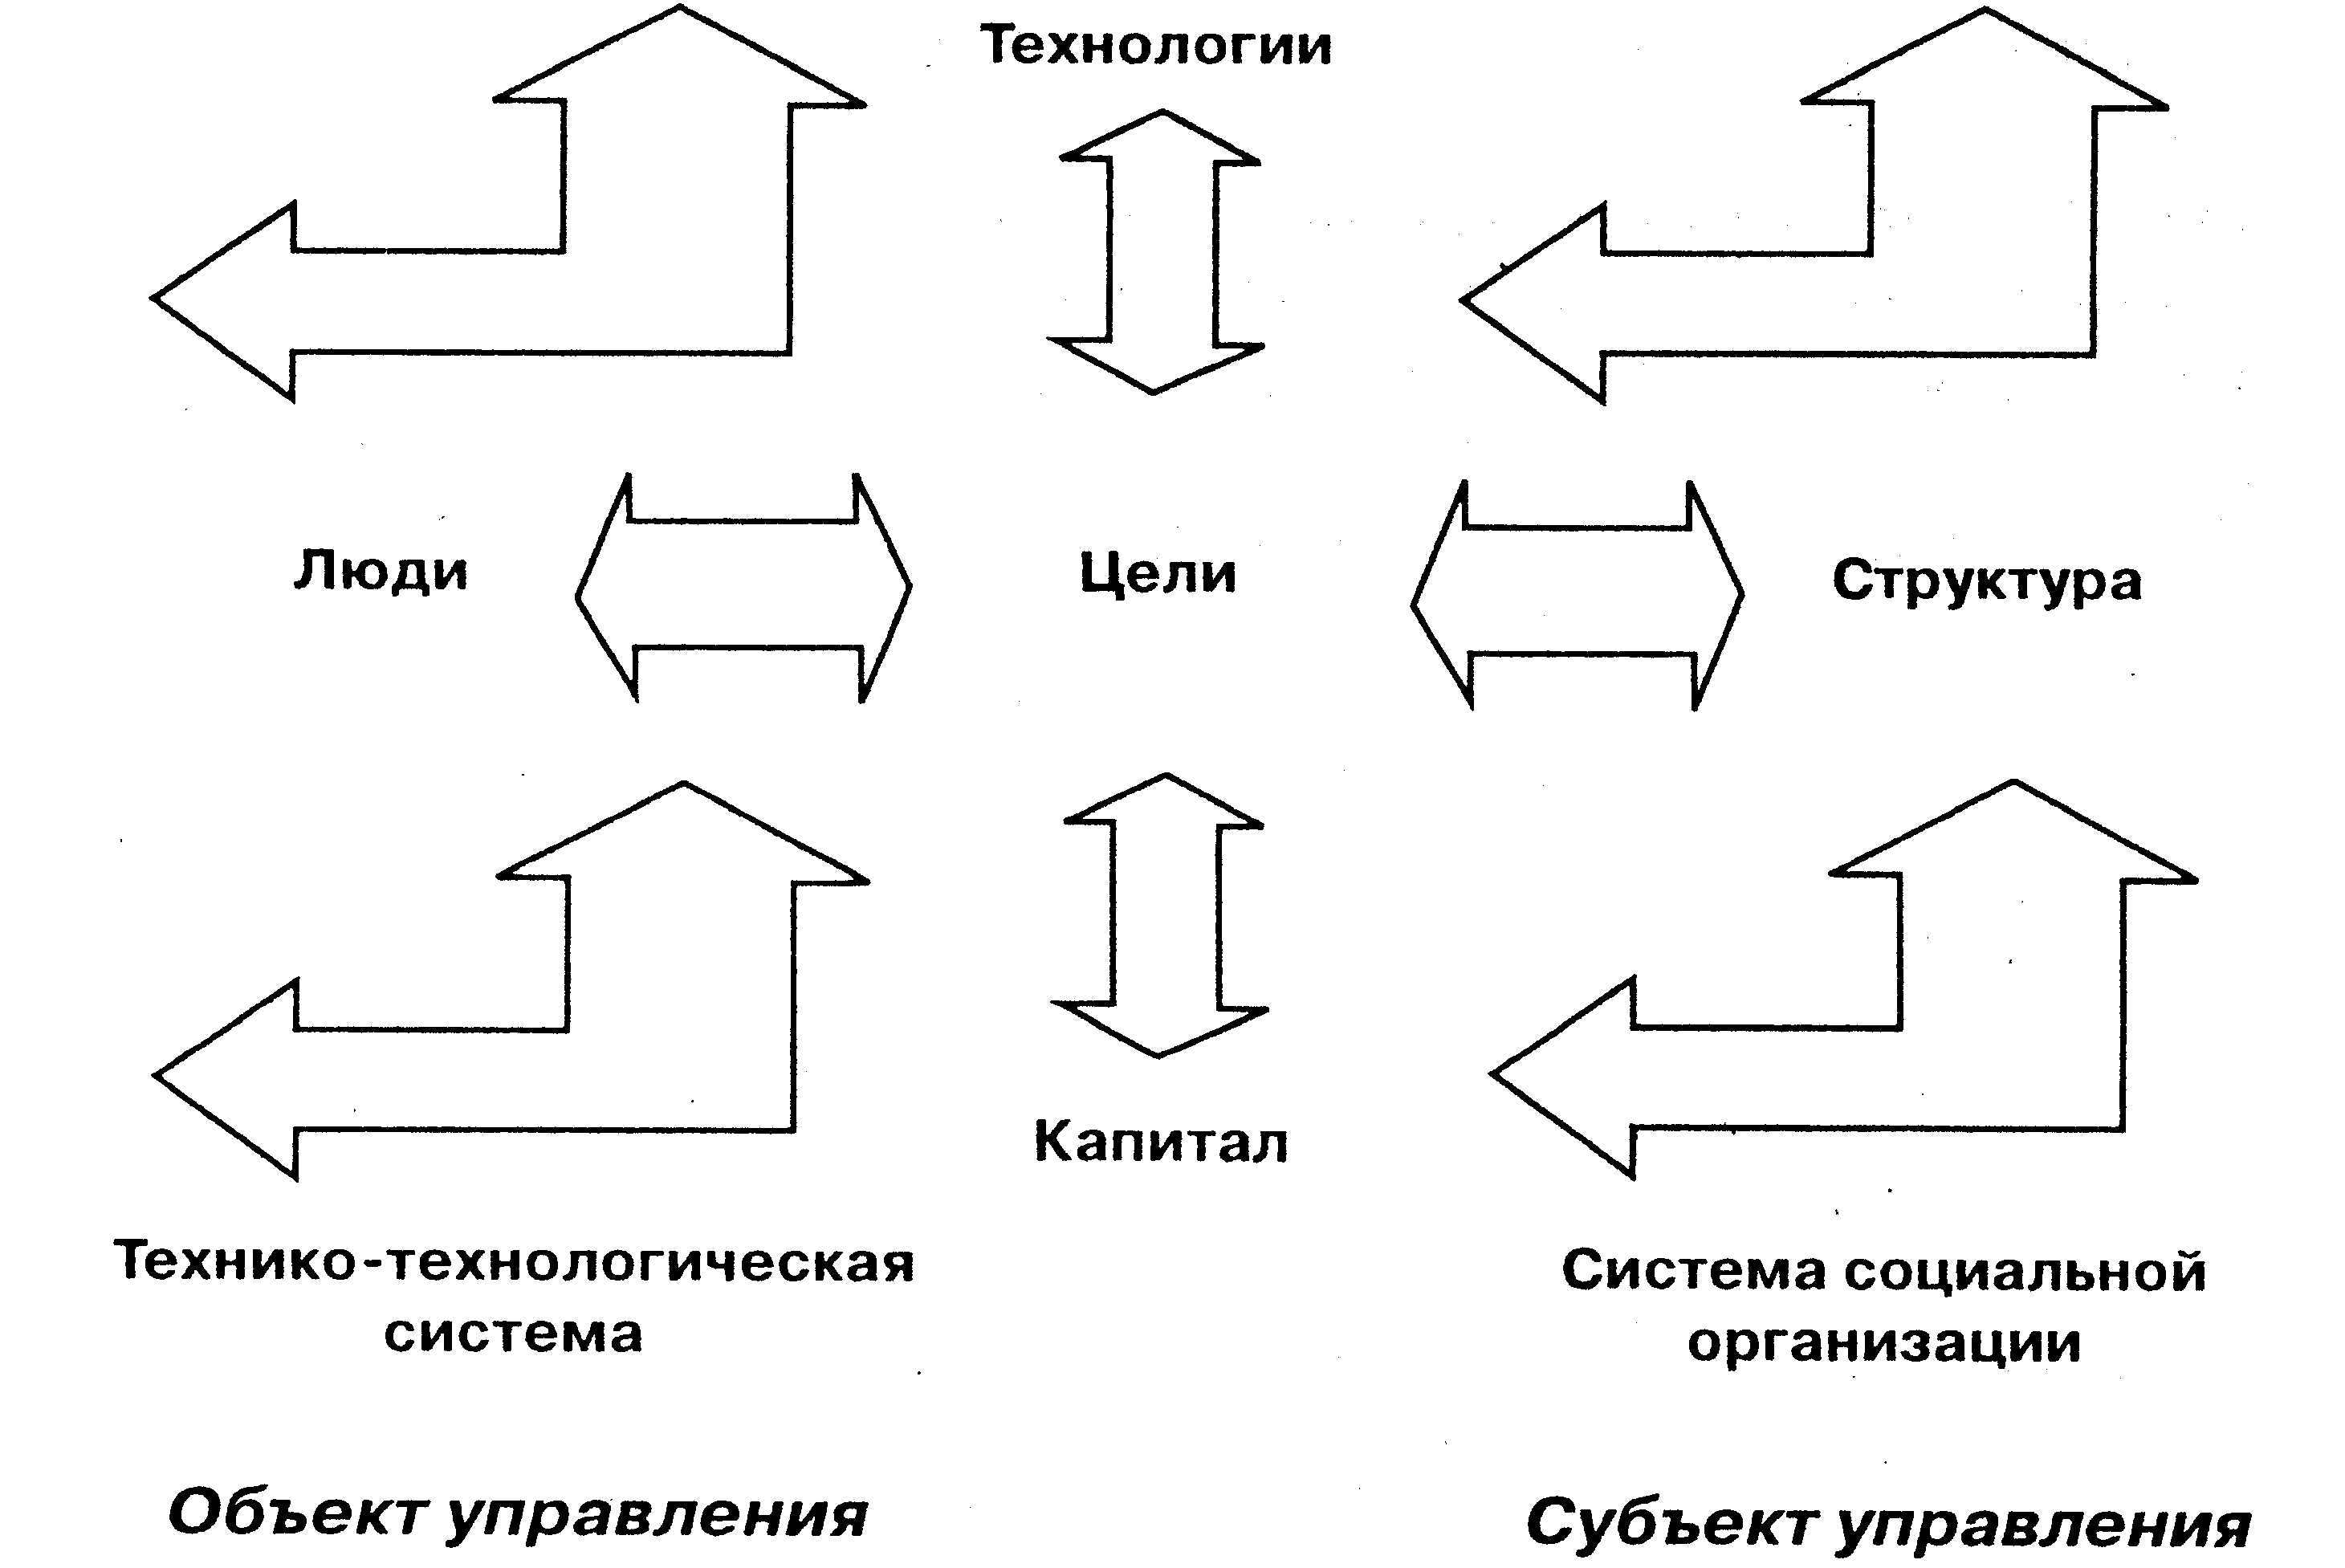 Технологии
Люди
Цели
Структура
Капитал
Технико-технологическая
система
Система социальной
организации
Объект управления
Субъект управления